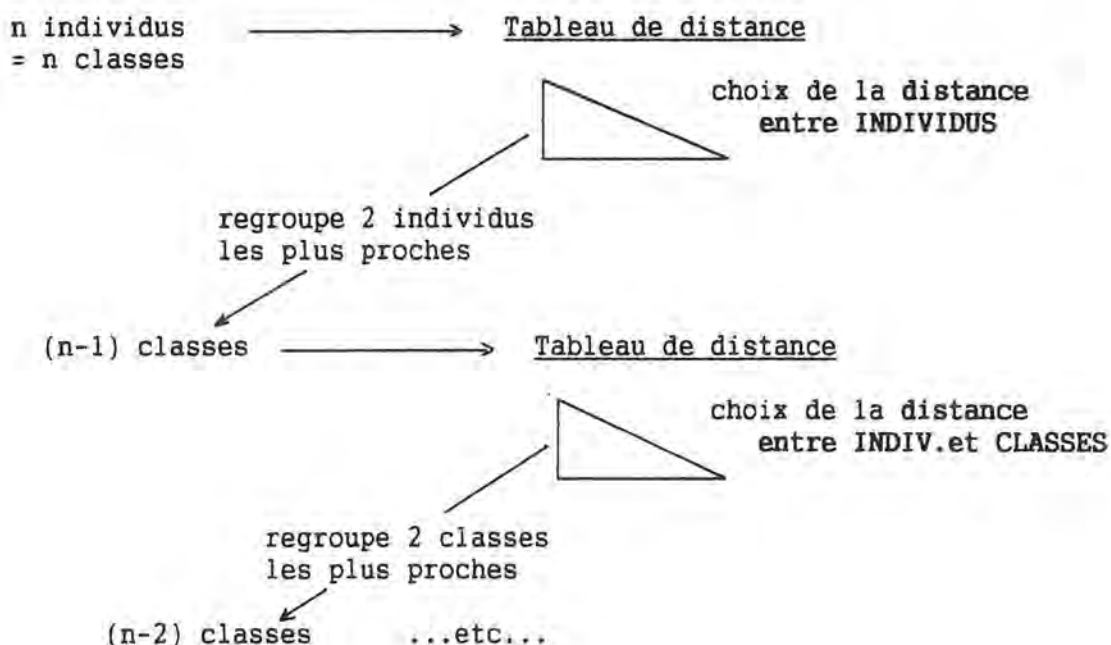 n individus
= n classes
Tableau de distance
choix de la distance
entre INDIVIDUS
regroupe 2 individus
les plus proches
(n-1) classes
Tableau de distance
choix de la distance
entre INDIV.et CLASSES
regroupe 2 classes
les plus proches
(n-2) classes ...etc...